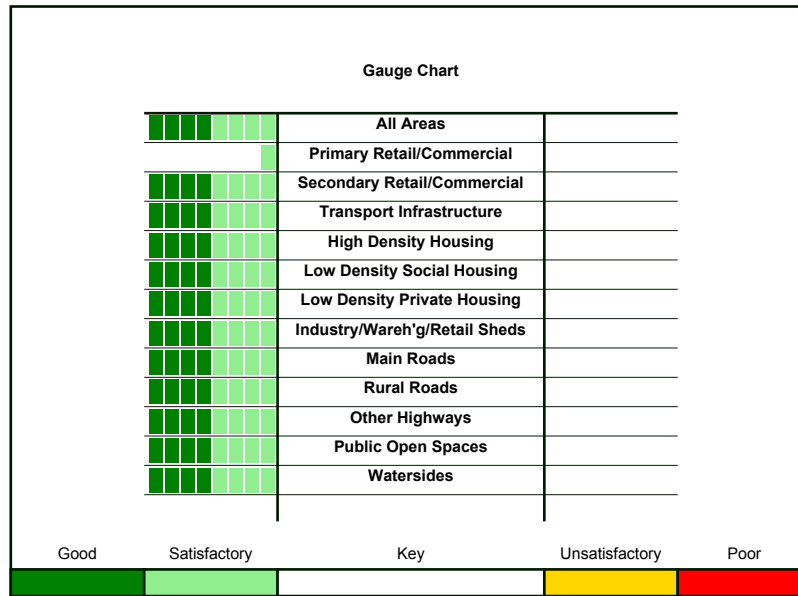 Gauge Chart
All Areas
Primary Retail/Commercial
Secondary Retail/Commercial
Transport Infrastructure
High Density Housing
Low Density Social Housing
Low Density Private Housing
Industry/Wareh'g/Retail Sheds
Main Roads
Rural Roads
Other Highways
Public Open Spaces
Watersides
Good Satisfactory Key Unsatisfactory Poor